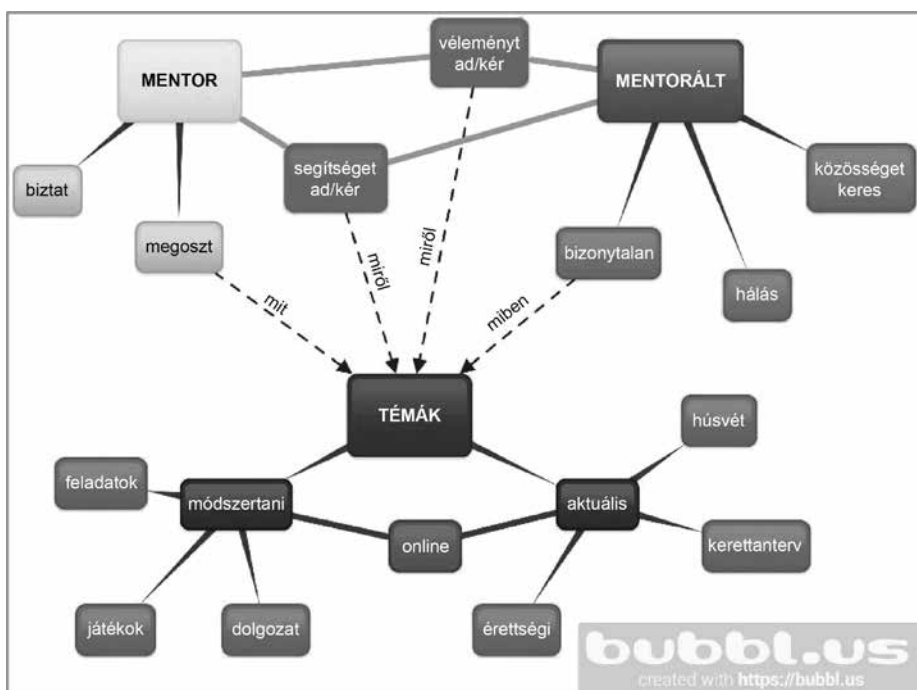 MENTOR
véleményt
ad/kér
MENTORÁLT
biztat
segítséget
ad/kér
közösséget
keres
megoszt
bizonytalan
hálás
mit
miről
miről
miben
TÉMÁK
húsvét
feladatok
módszertani
aktuális
online
kerettanterv
játékok
dolgozat
érettségi
bubbl.us
created with https://bubbl.us